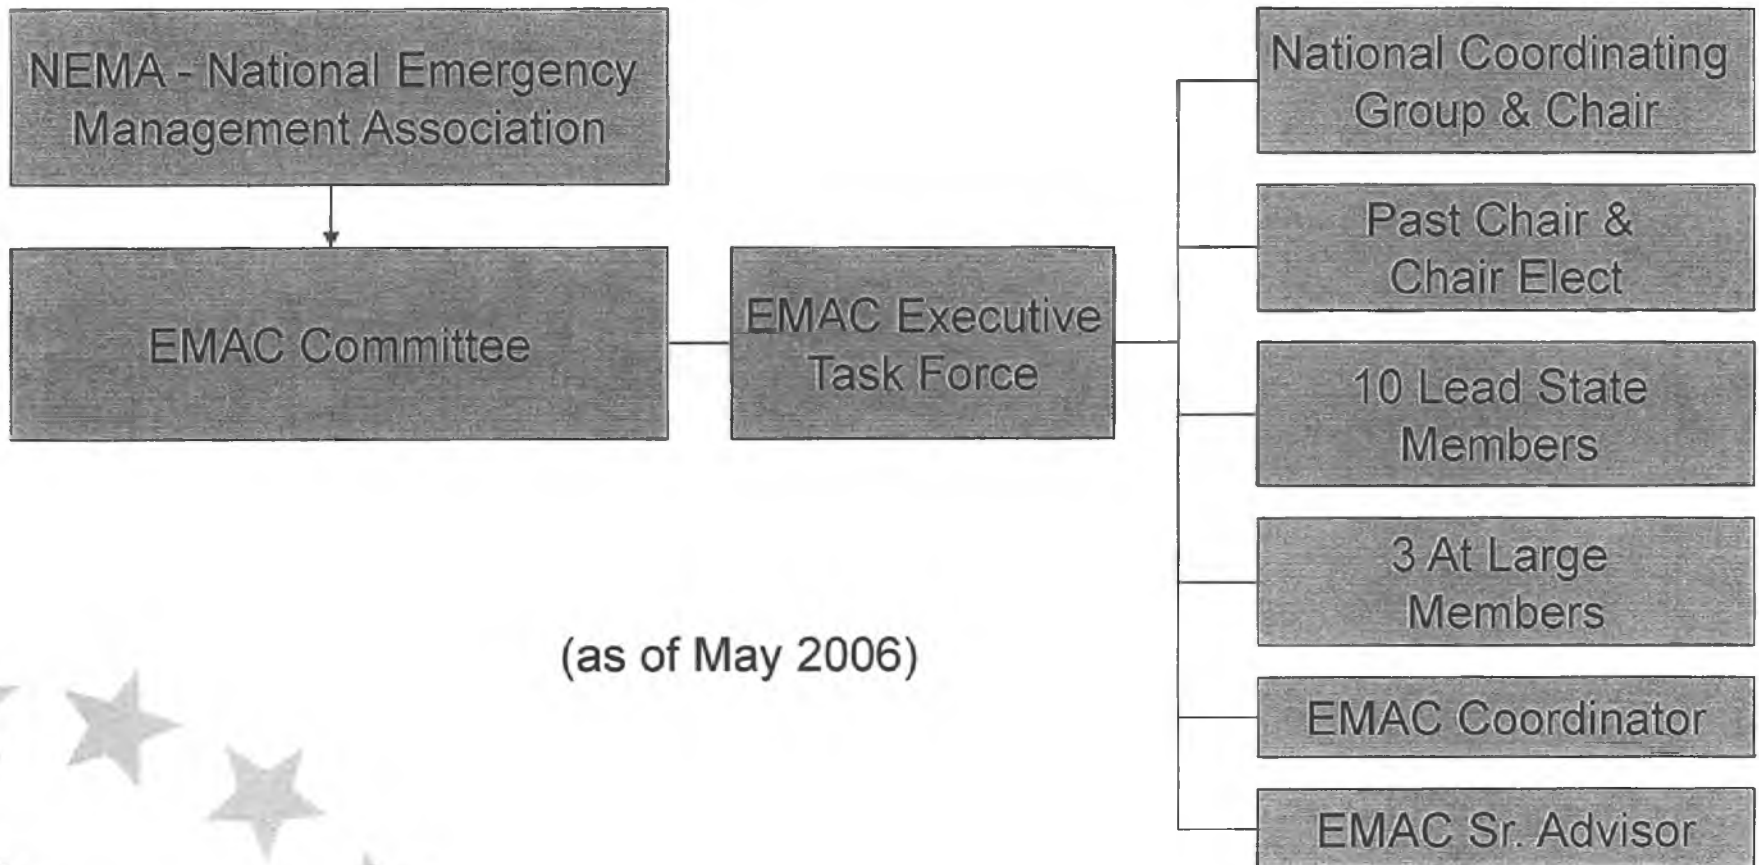 NEMA - National Emergency
Management Association
EMAC Committee
EMAC Executive
Task Force
National Coordinating
Group & Chair
Past Chair &
Chair Elect
10 Lead State
Members
3 At Large
Members
EMAC Coordinator
EMAC Sr. Advisor
(as of May 2006)